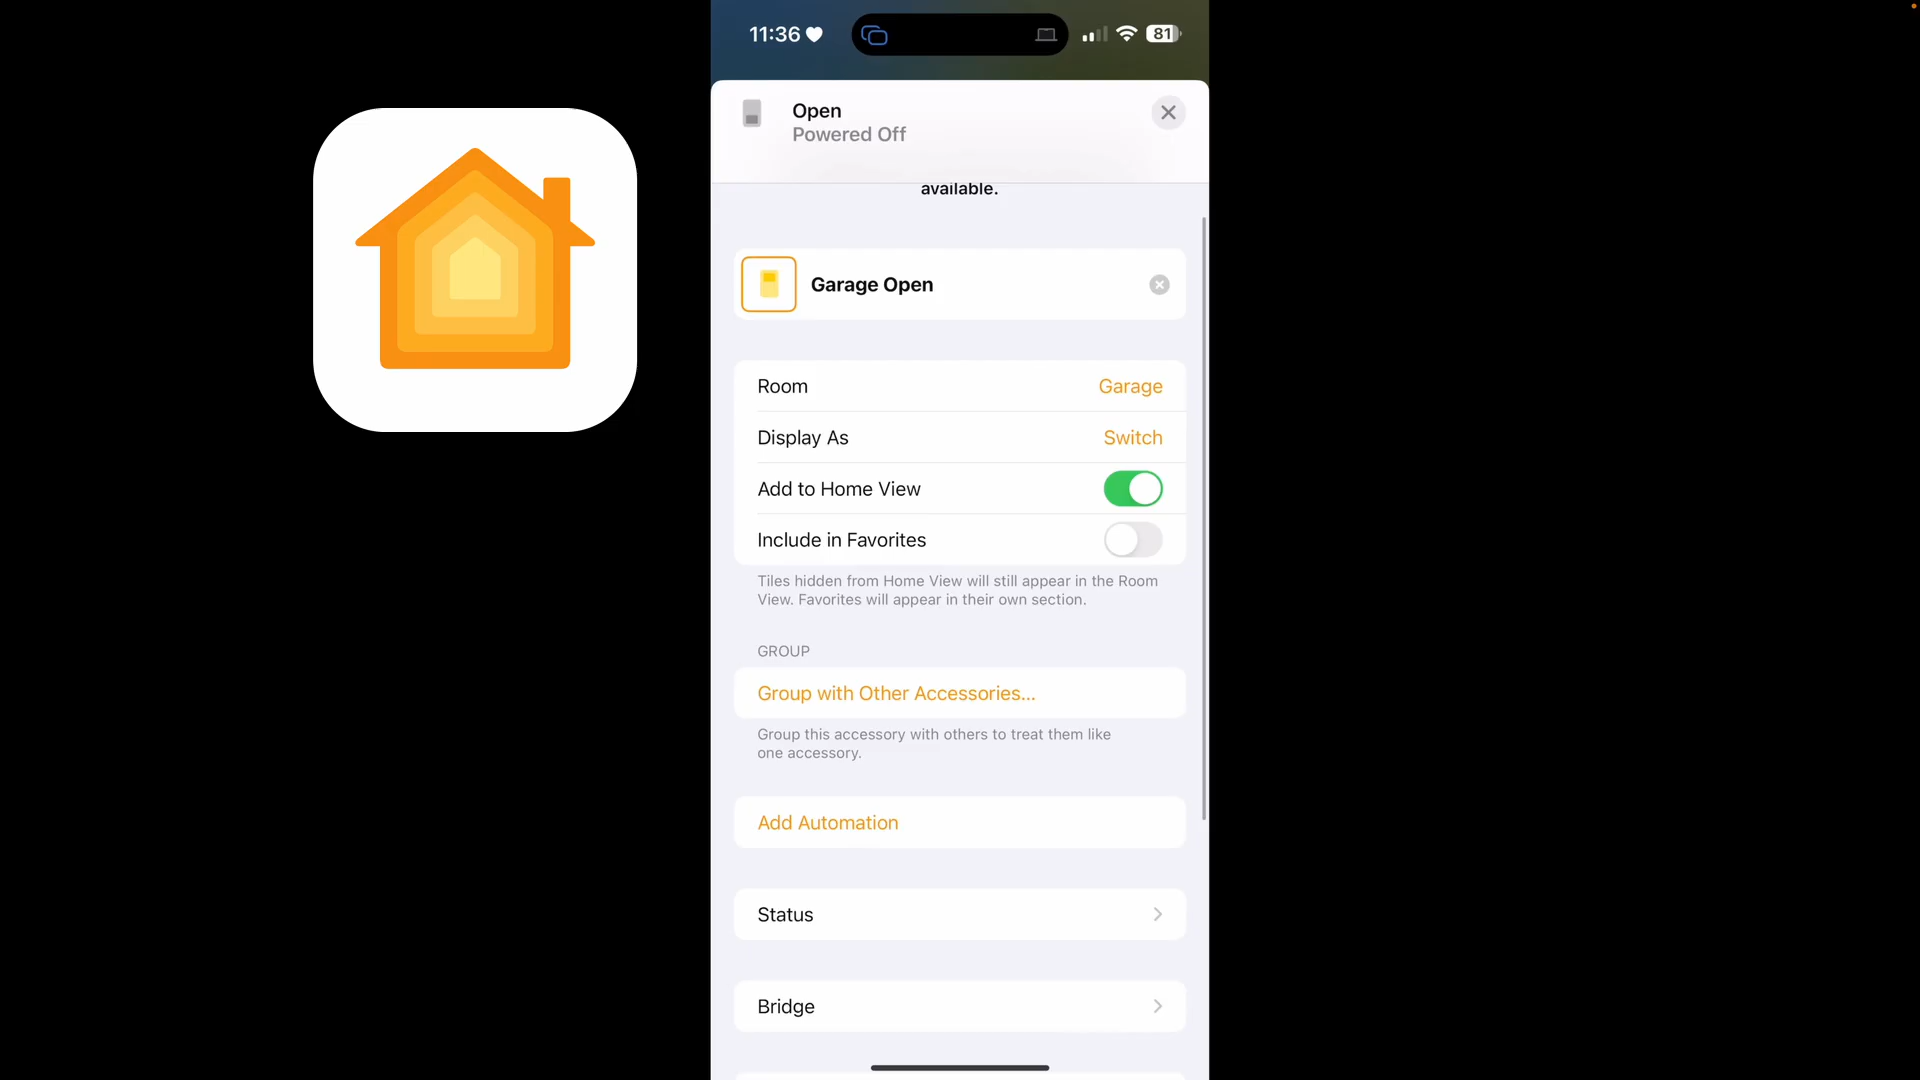 11:36
81
Open
Powered Off
available.
Garage Open
Room
Garage
Display As
Switch
Add to Home View
Include in Favorites
Tiles hidden from Home View will still appear in the Room
View. Favorites will appear in their own section.
GROUP
Group with Other Accessories...
Group this accessory with others to treat them like
one accessory.
Add Automation
Status
Bridge